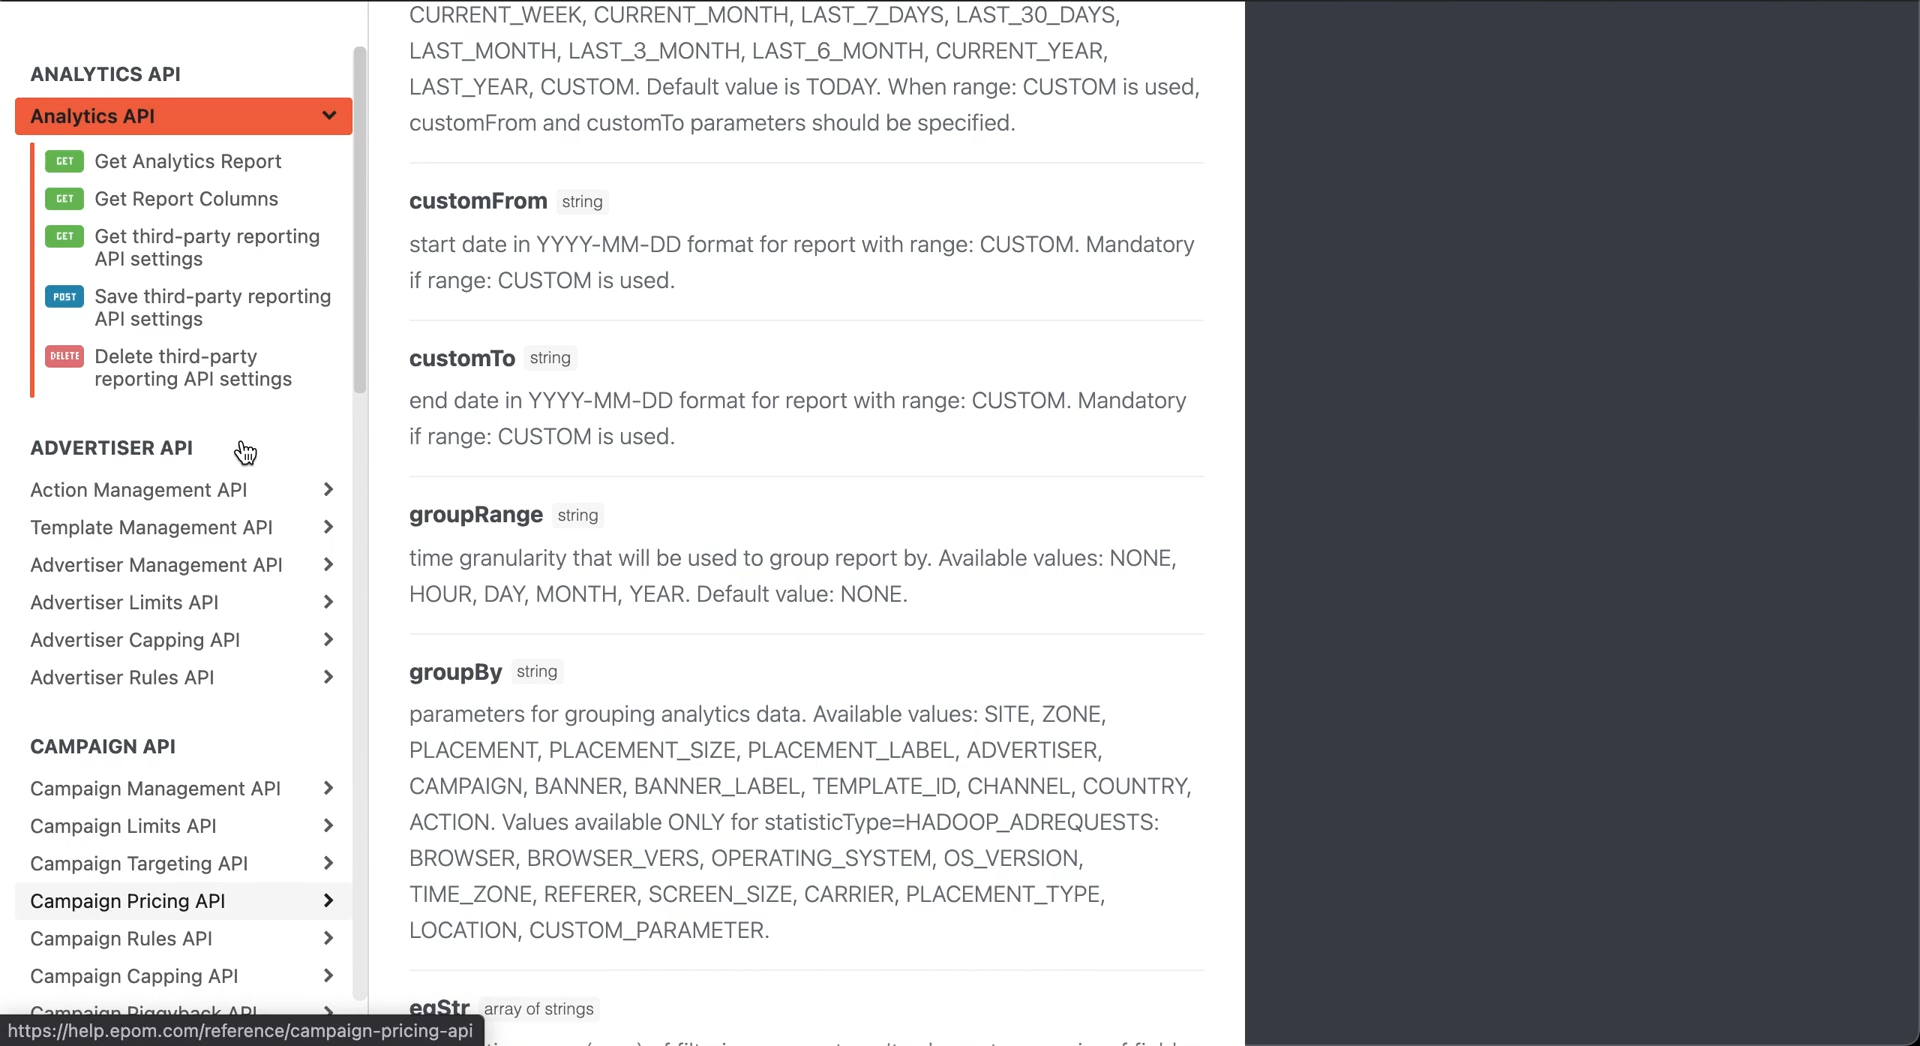 ANALYTICS API
Analytics API
GET Get Analytics Report
GET Get Report Columns
GET Get third-party reporting
API settings
POST Save third-party reporting
API settings
DELETE Delete third-party
reporting API settings
ADVERTISER API
Action Management API
Template Management API
Advertiser Management API
Advertiser Limits API
Advertiser Capping API
Advertiser Rules API
CAMPAIGN API
Campaign Management API
Campaign Limits API
Campaign Targeting API
Campaign Pricing API
Campaign Rules API
Campaign Capping API
Campaign Piggyback API
https://help.epom.com/reference/campaign-pricing-api
CURRENT_WEEK, CURRENT_MONTH, LAST_7_DAYS, LAST_30_DAYS,
LAST_MONTH, LAST_3_MONTH, LAST_6_MONTH, CURRENT_YEAR,
LAST_YEAR, CUSTOM. Default value is TODAY. When range: CUSTOM is used,
customFrom and customTo parameters should be specified.
customFrom string
start date in YYYY-MM-DD format for report with range: CUSTOM. Mandatory
if range: CUSTOM is used.
customTo string
end date in YYYY-MM-DD format for report with range: CUSTOM. Mandatory
if range: CUSTOM is used.
groupRange string
time granularity that will be used to group report by. Available values: NONE,
HOUR, DAY, MONTH, YEAR. Default value: NONE.
groupBy string
parameters for grouping analytics data. Available values: SITE, ZONE,
PLACEMENT, PLACEMENT_SIZE, PLACEMENT_LABEL, ADVERTISER,
CAMPAIGN, BANNER, BANNER_LABEL, TEMPLATE_ID, CHANNEL, COUNTRY,
ACTION. Values available ONLY for statisticType=HADOOP_ADREQUESTS:
BROWSER, BROWSER_VERS, OPERATING_SYSTEM, OS_VERSION,
TIME_ZONE, REFERER, SCREEN_SIZE, CARRIER, PLACEMENT_TYPE,
LOCATION, CUSTOM_PARAMETER.
eqStr array of strings